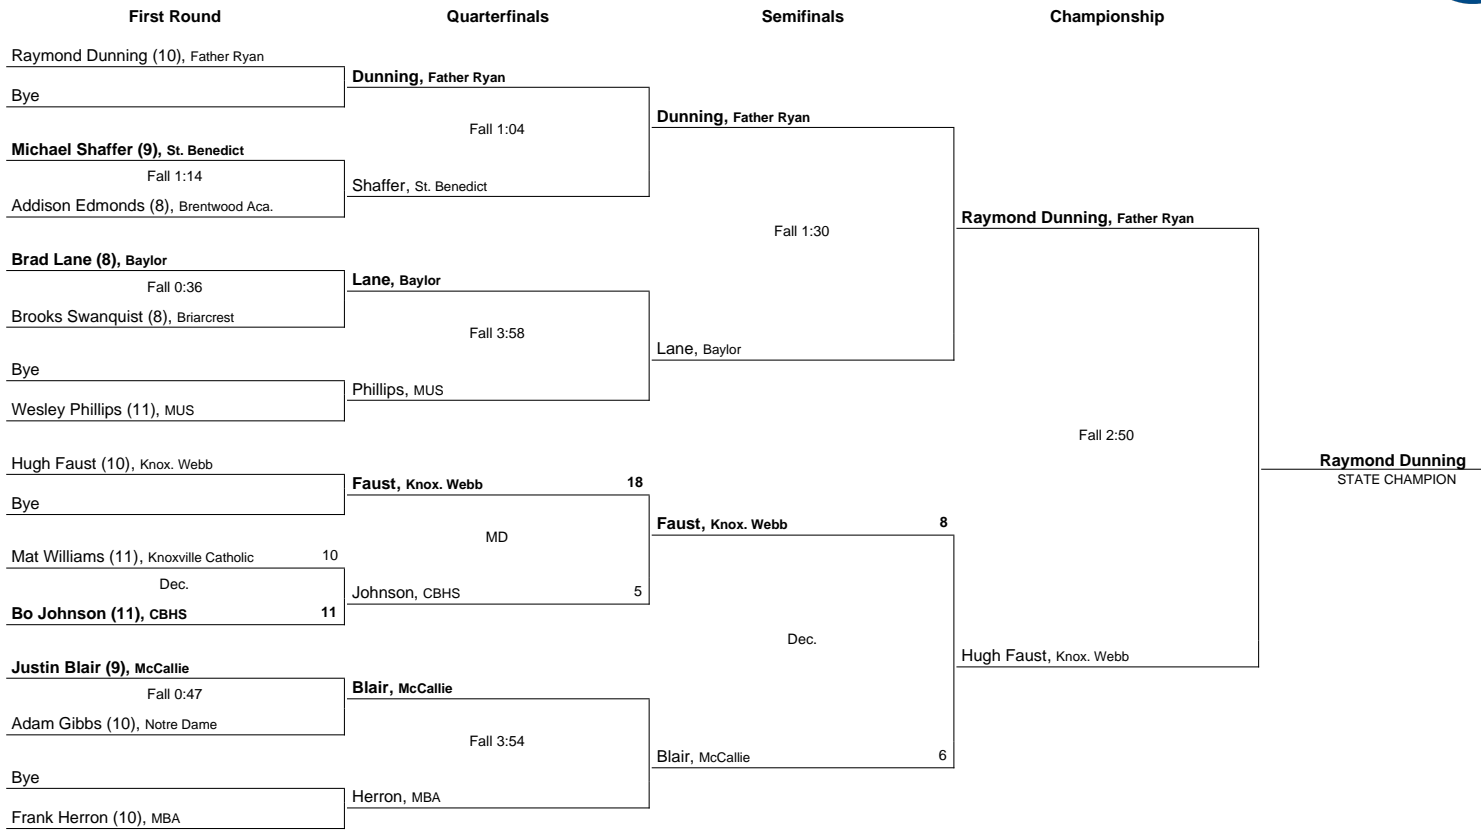 First Round
Quarterfinals
Semifinals
Championship
Raymond Dunning (10), Father Ryan
Bye
Michael Shaffer (9), St. Benedict
Fall 1:14
Addison Edmonds (8), Brentwood Aca.
Brad Lane (8), Baylor
Fall 0:36
Brooks Swanquist (8), Briarcrest
Bye
Wesley Phillips (11), MUS
Hugh Faust (10), Knox. Webb
Bye
Mat Williams (11), Knoxville Catholic 10
Dec.
Bo Johnson (11), CBHS 11
Justin Blair (9), McCallie
Fall 0:47
Adam Gibbs (10), Notre Dame
Bye
Frank Herron (10), MBA
Dunning, Father Ryan
Fall 1:04
Shaffer, St. Benedict
Lane, Baylor
Fall 3:58
Phillips, MUS
Faust, Knox. Webb 18
MD
Johnson, CBHS 5
Blair, McCallie
Fall 3:54
Herron, MBA
Dunning, Father Ryan
Fall 1:30
Lane, Baylor
Faust, Knox. Webb 8
Dec.
Blair, McCallie 6
Raymond Dunning, Father Ryan
Fall 2:50
Hugh Faust, Knox. Webb
Raymond Dunning
STATE CHAMPION